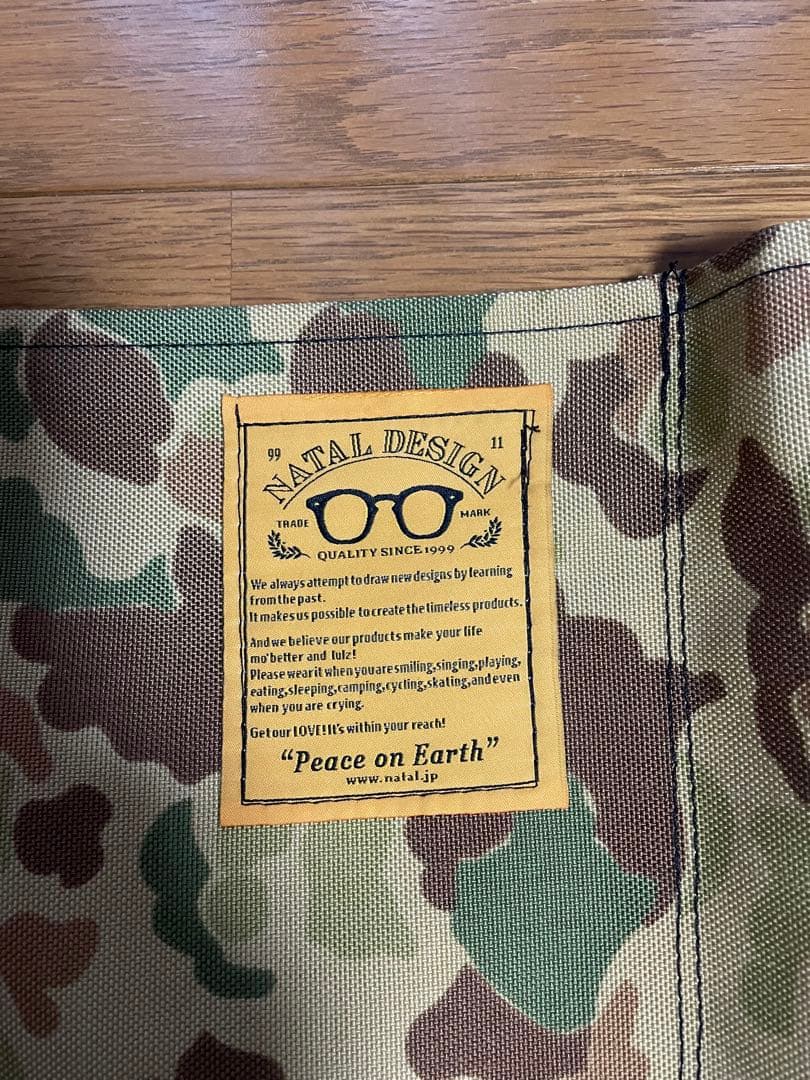 99 11
NATAL DESIGN
TRADE MARK
QUALITY SINCE 1999
We always attempt to draw new designs by learning
from the past.
It makes us possible to create the timeless products.
And we believe our products make your life
mo'better and lulz!
Please wear it when you are smiling,singing,playing,
eating,sleeping,camping,cycling,skating,and even
when you are crying.
Get our LOVE! It's within your reach!
“Peace on Earth”
www.natal.jp